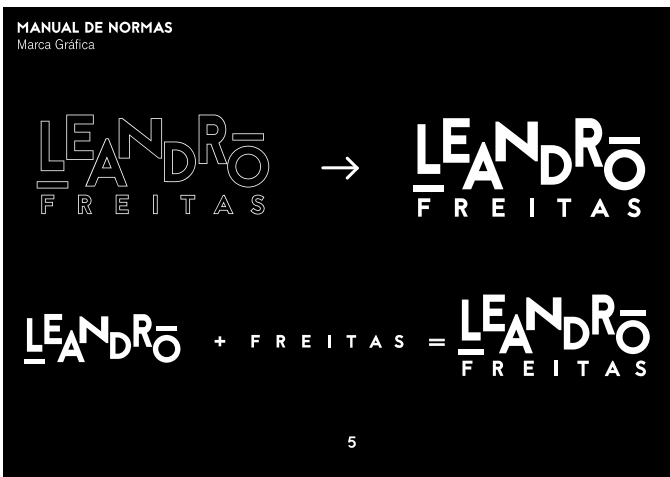 MANUAL DE NORMAS
Marca Gráfica
LEANDRO
FREITAS
→
LEANDRO
FREITAS
LEANDRO + FREITAS = LEANDRO
FREITAS
5